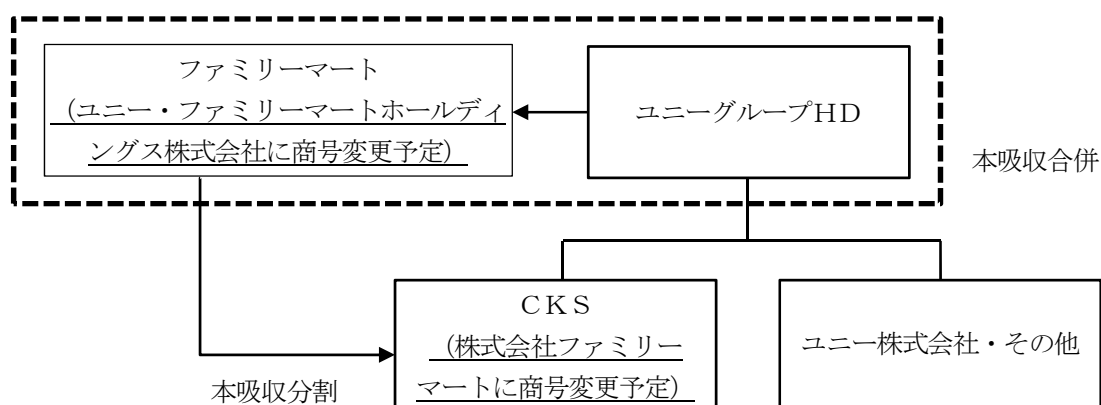 ファミリーマート
(ユニー・ファミリーマートホールディ
ングス株式会社に商号変更予定)
ユニーグループHD
本吸収合併
CKS
(株式会社ファミリー
マートに商号変更予定)
ユニー株式会社・その他
本吸収分割